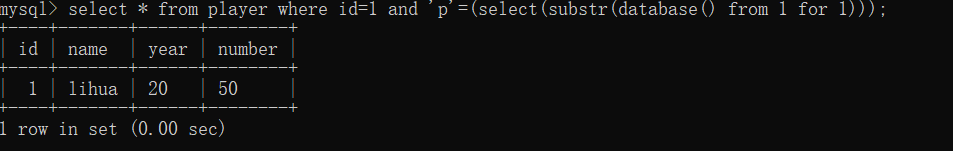 mysql> select * from player where id=1 and 'p'=(select(substr(database() from 1 for 1)));
+----+-------+------+--------+
| id | name | year | number |
+----+-------+------+--------+
| 1 | lihua | 20 | 50 |
+----+-------+------+--------+
1 row in set (0.00 sec)